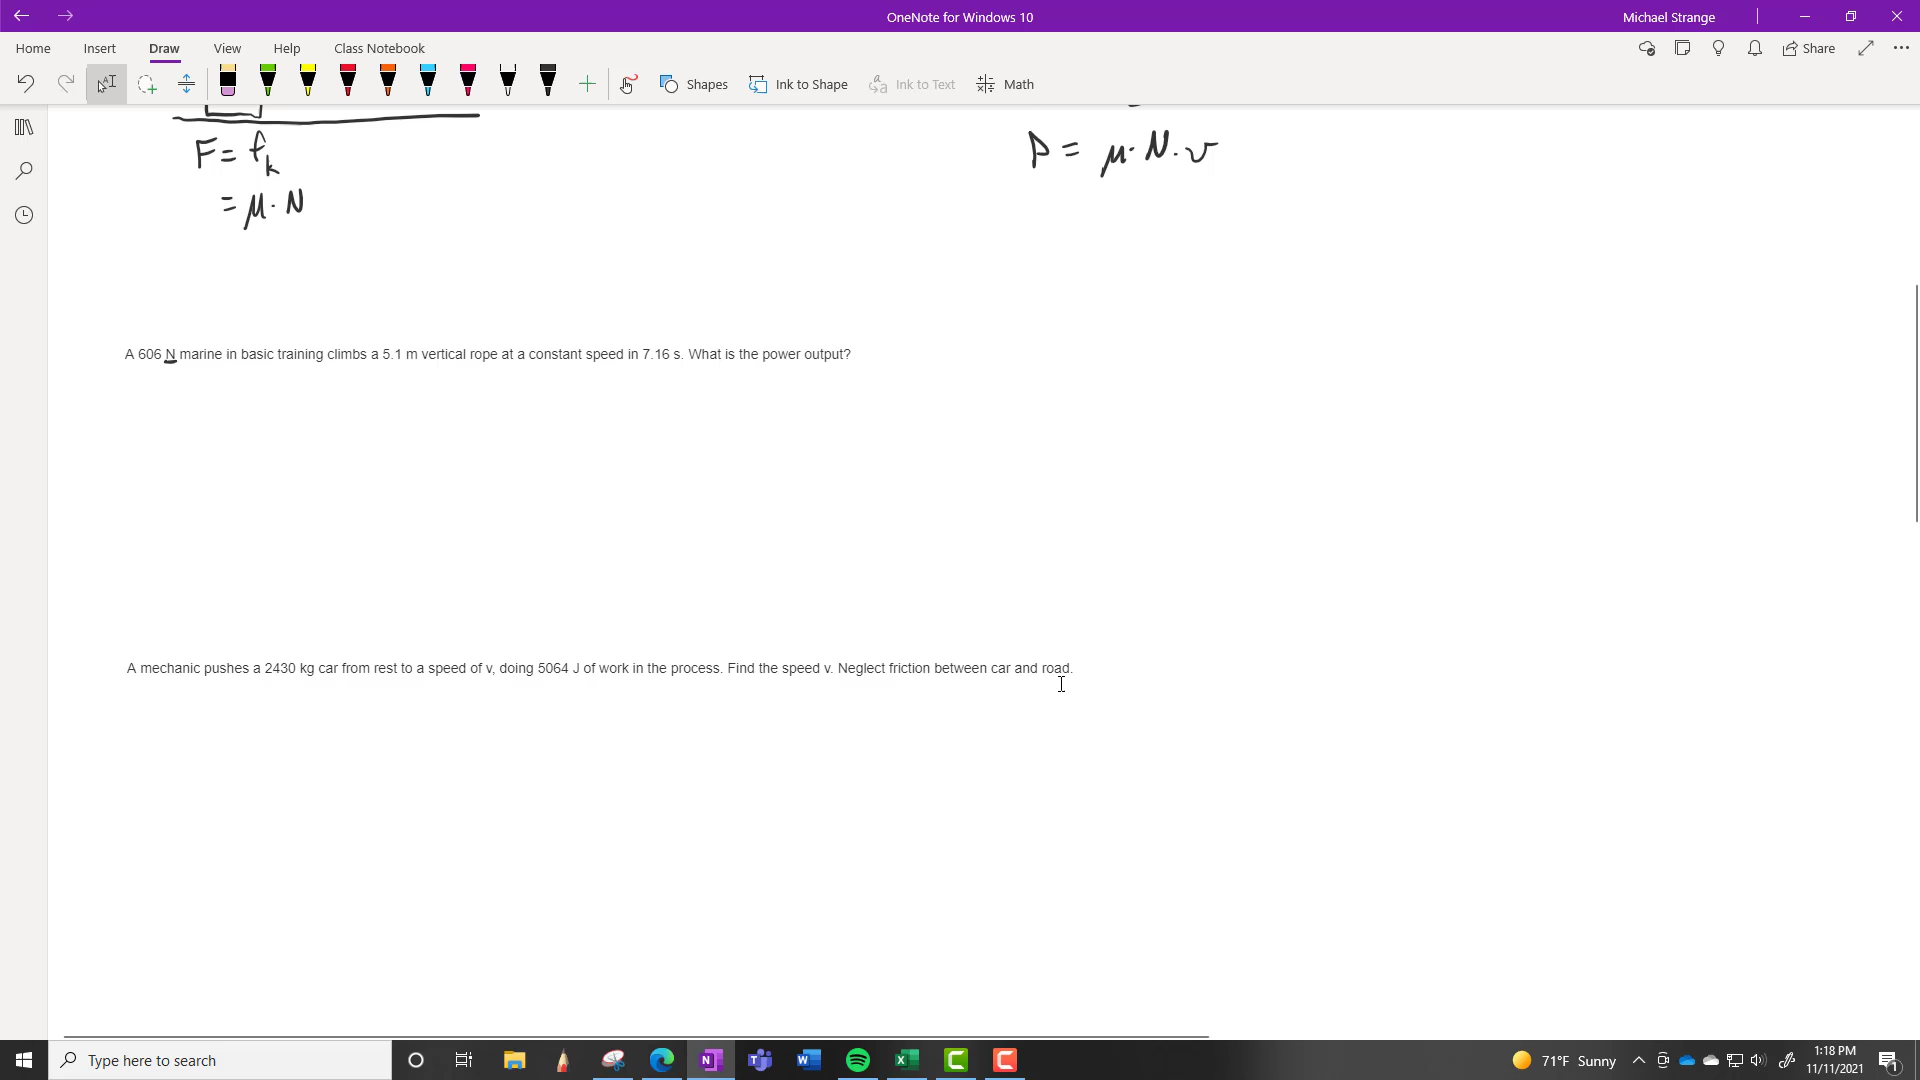 OneNote for Windows 10
Michael Strange
Home Insert Draw View Help Class Notebook
Share
Shapes
Ink to Shape
Ink to Text
Math
F = fk
= μ · N
P = μ · N · v
A 606 N marine in basic training climbs a 5.1 m vertical rope at a constant speed in 7.16 s. What is the power output?
A mechanic pushes a 2430 kg car from rest to a speed of v, doing 5064 J of work in the process. Find the speed v. Neglect friction between car and road.
Type here to search
71°F Sunny
1:18 PM
11/11/2021
1